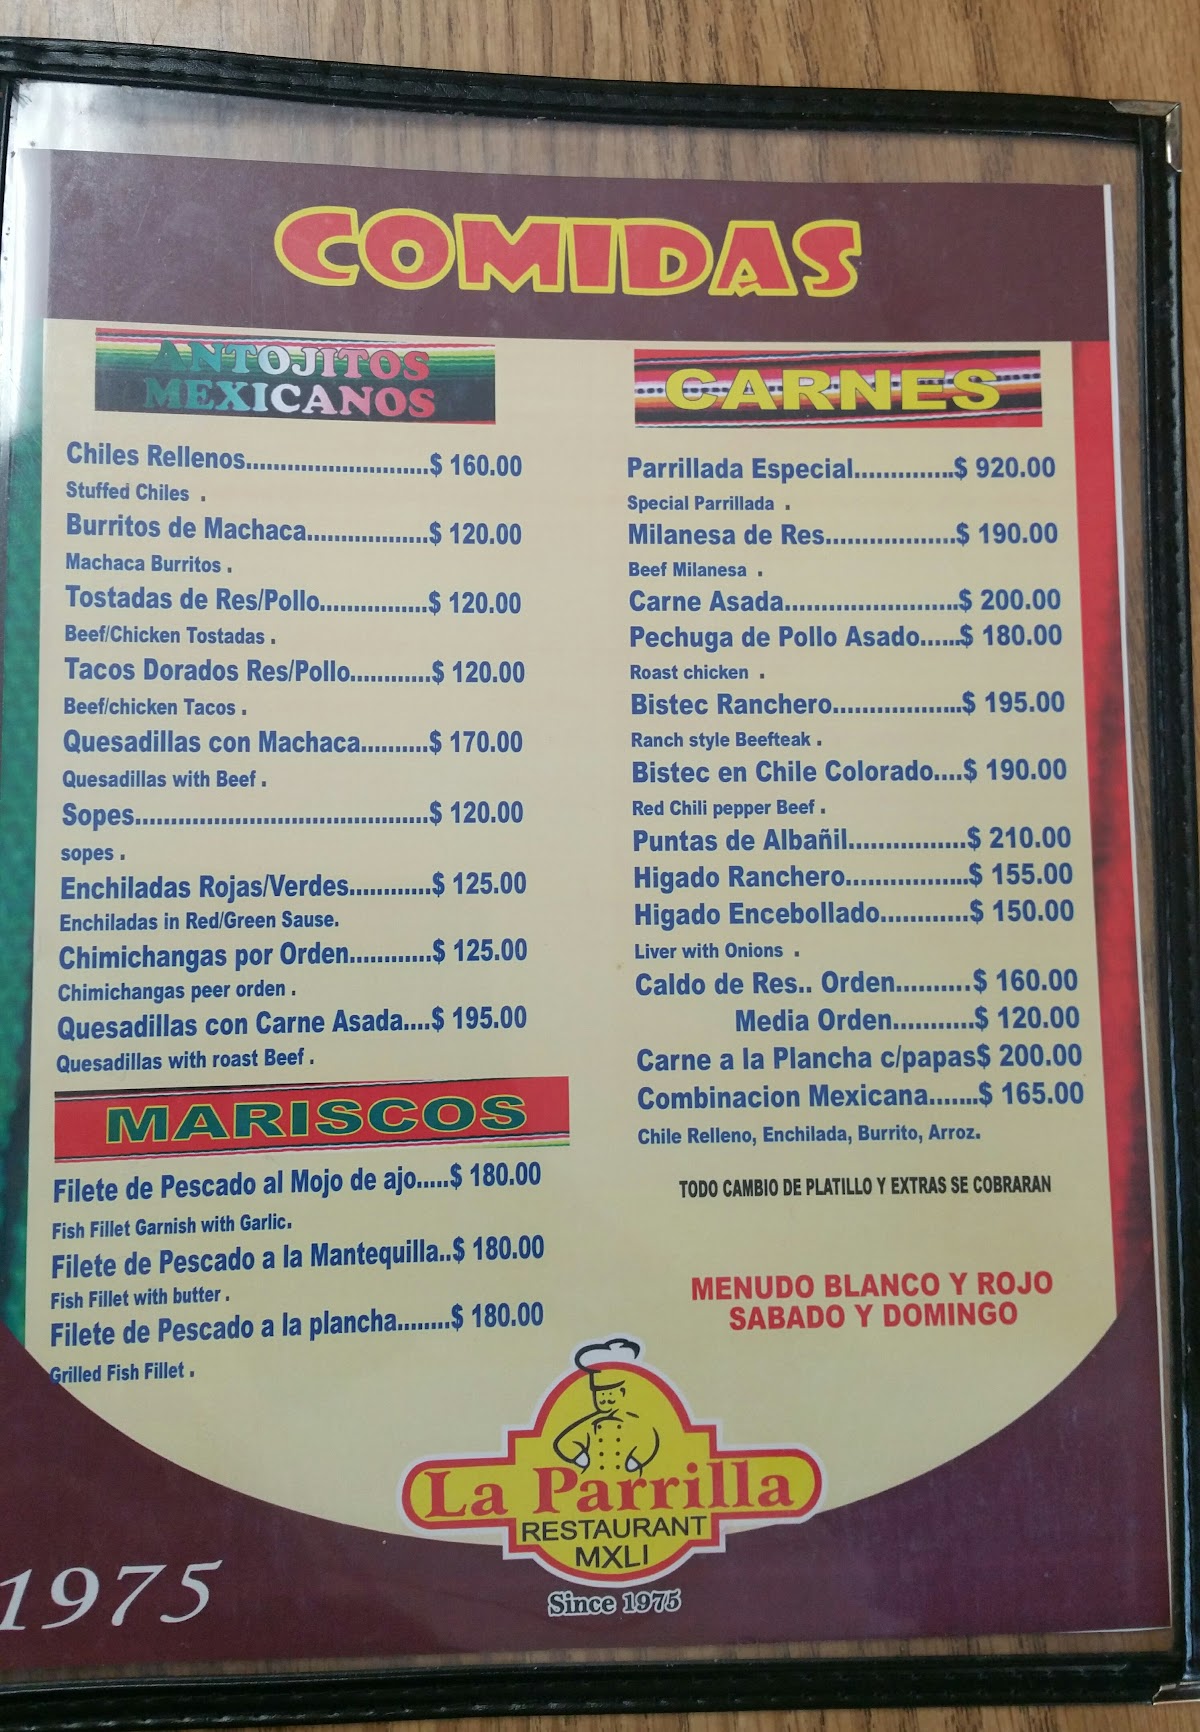 COMIDAS
ANTOJITOS
MEXICANOS
Chiles Rellenos...........................$ 160.00
Stuffed Chiles .
Burritos de Machaca..................$ 120.00
Machaca Burritos .
Tostadas de Res/Pollo................$ 120.00
Beef/Chicken Tostadas .
Tacos Dorados Res/Pollo............$ 120.00
Beef/chicken Tacos .
Quesadillas con Machaca..........$ 170.00
Quesadillas with Beef .
Sopes.........................................$ 120.00
sopes .
Enchiladas Rojas/Verdes............$ 125.00
Enchiladas in Red/Green Sause.
Chimichangas por Orden............$ 125.00
Chimichangas peer orden .
Quesadillas con Carne Asada....$ 195.00
Quesadillas with roast Beef .
MARISCOS
Filete de Pescado al Mojo de ajo.....$ 180.00
Fish Fillet Garnish with Garlic.
Filete de Pescado a la Mantequilla..$ 180.00
Fish Fillet with butter .
Filete de Pescado a la plancha........$ 180.00
Grilled Fish Fillet .
CARNES
Parrillada Especial..............$ 920.00
Special Parrillada .
Milanesa de Res...................$ 190.00
Beef Milanesa .
Carne Asada.........................$ 200.00
Pechuga de Pollo Asado......$ 180.00
Roast chicken .
Bistec Ranchero...................$ 195.00
Ranch style Beefteak .
Bistec en Chile Colorado....$ 190.00
Red Chili pepper Beef .
Puntas de Albañil.................$ 210.00
Higado Ranchero..................$ 155.00
Higado Encebollado.............$ 150.00
Liver with Onions .
Caldo de Res.. Orden...........$ 160.00
Media Orden............$ 120.00
Carne a la Plancha c/papas$ 200.00
Combinacion Mexicana.......$ 165.00
Chile Relleno, Enchilada, Burrito, Arroz.
TODO CAMBIO DE PLATILLO Y EXTRAS SE COBRARAN
MENUDO BLANCO Y ROJO
SABADO Y DOMINGO
La Parrilla
RESTAURANT
MXLI
Since 1975
1975